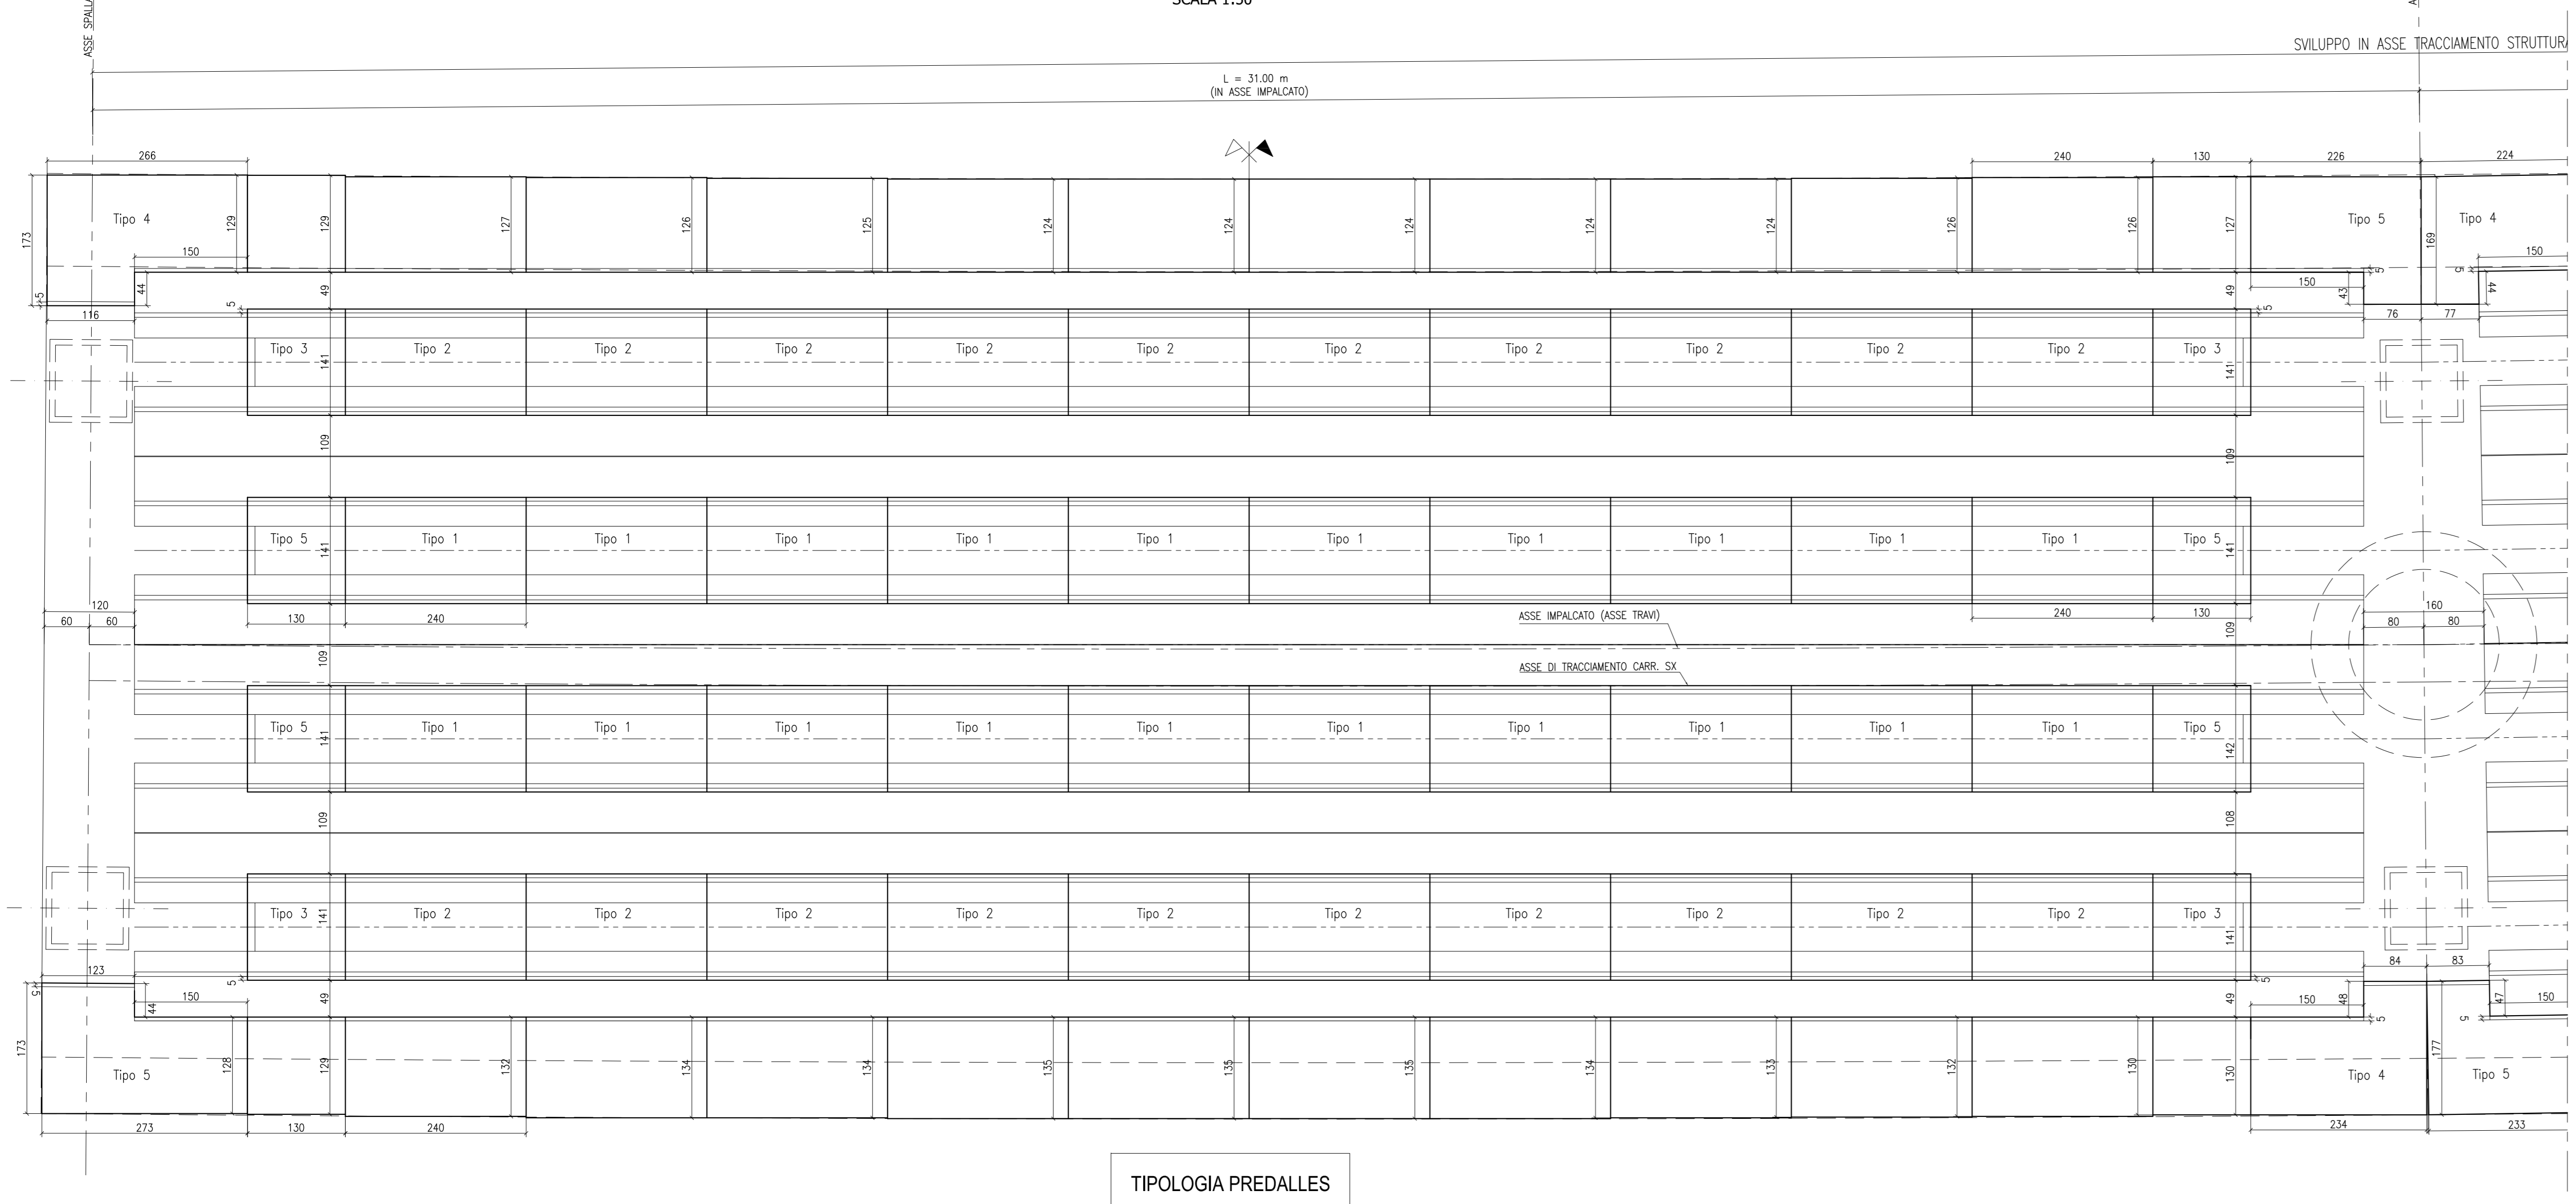 SCALA 1:50
ASSE SPALL
SVILUPPO IN ASSE TRACCIAMENTO STRUTTURA
L = 31.00 m
(IN ASSE IMPALCATO)
266 240 130 226 224
173 Tipo 4 129 129 127 126 125 124 124 124 124 124 126 126 127 Tipo 5 169 Tipo 4
150 150 150
5 44 49 5 49 5 43 5 5 44
116 76 77
Tipo 3 141 Tipo 2 Tipo 2 Tipo 2 Tipo 2 Tipo 2 Tipo 2 Tipo 2 Tipo 2 Tipo 2 Tipo 2 Tipo 3 141
109 109
Tipo 5 141 Tipo 1 Tipo 1 Tipo 1 Tipo 1 Tipo 1 Tipo 1 Tipo 1 Tipo 1 Tipo 1 Tipo 1 Tipo 5 141
120 160
60 60 130 240 240 130 80 80
ASSE IMPALCATO (ASSE TRAVI)
109 109
ASSE DI TRACCIAMENTO CARR. SX
Tipo 5 141 Tipo 1 Tipo 1 Tipo 1 Tipo 1 Tipo 1 Tipo 1 Tipo 1 Tipo 1 Tipo 1 Tipo 1 Tipo 5 142
109 108
Tipo 3 141 Tipo 2 Tipo 2 Tipo 2 Tipo 2 Tipo 2 Tipo 2 Tipo 2 Tipo 2 Tipo 2 Tipo 2 Tipo 3 141
123 84 83
5 44 150 5 49 49 5 150 48 5 5 47 150
173 Tipo 5 128 129 132 134 134 135 135 135 134 133 132 130 130 Tipo 4 177 Tipo 5
273 130 240 234 233
TIPOLOGIA PREDALLES